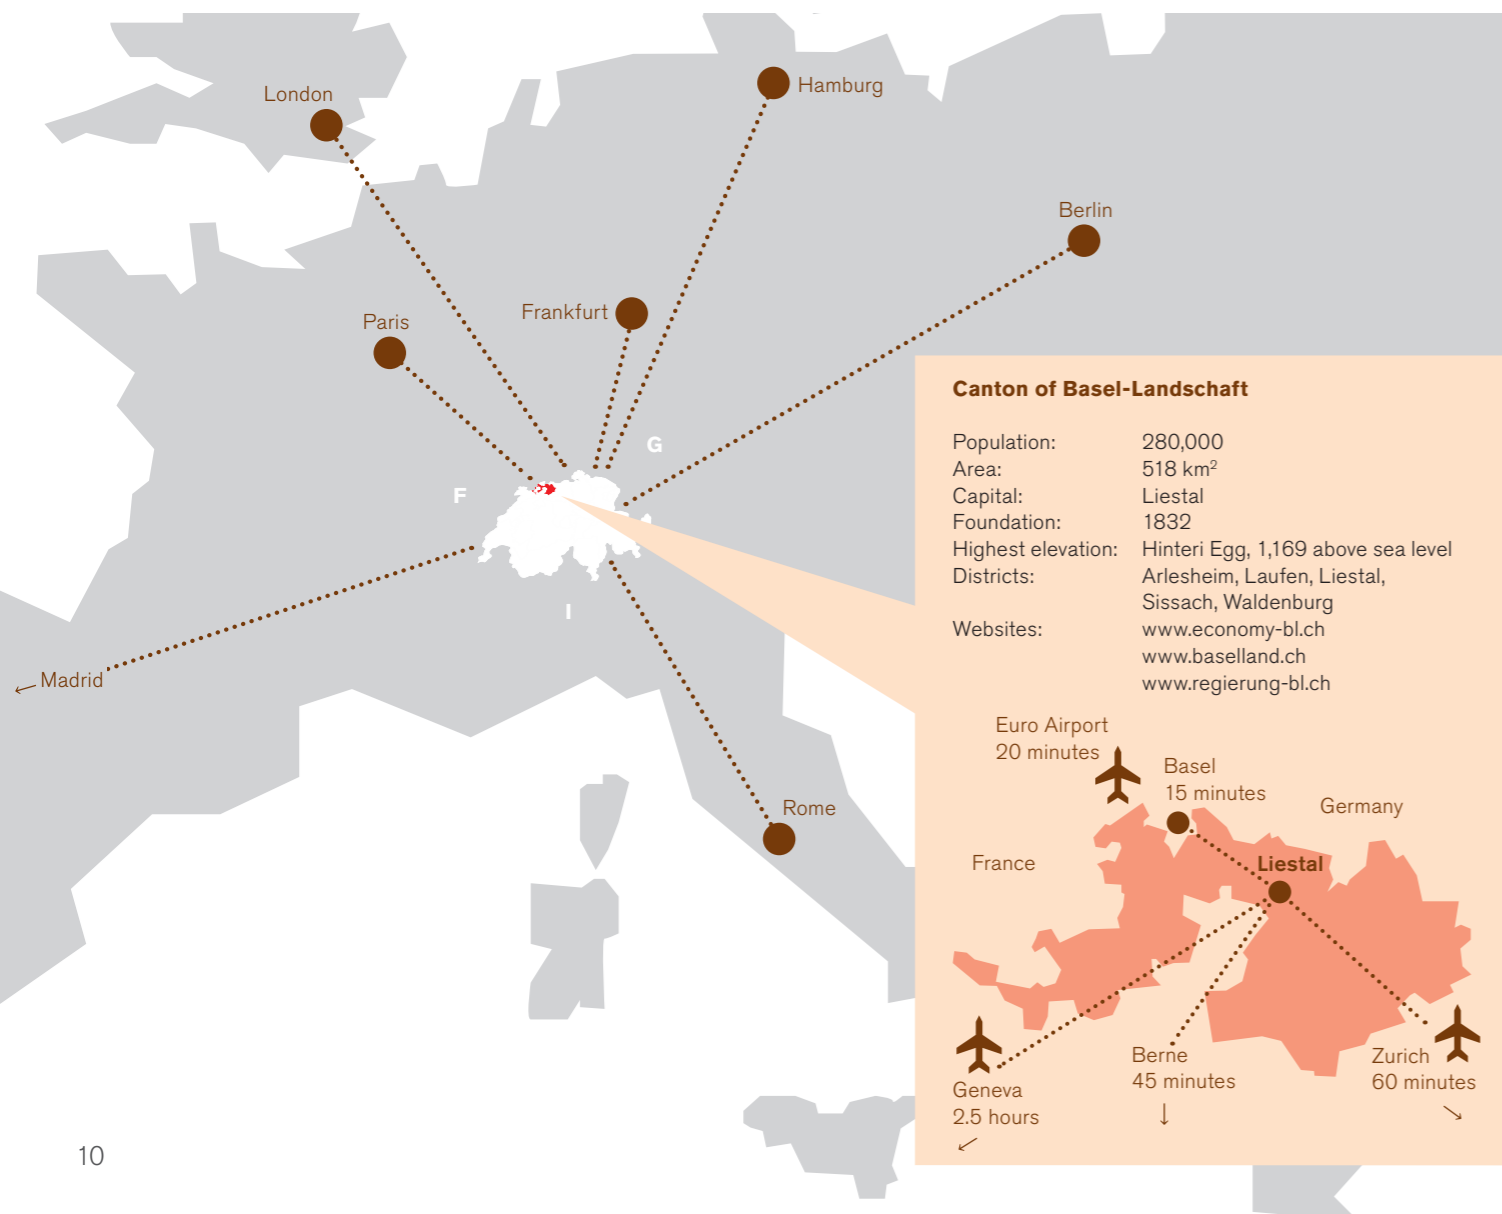 London
Hamburg
Berlin
Frankfurt
Paris
G
F
I
Madrid
Rome
Canton of Basel-Landschaft
Population: 280,000
Area: 518 km²
Capital: Liestal
Foundation: 1832
Highest elevation: Hinteri Egg, 1,169 above sea level
Districts: Arlesheim, Laufen, Liestal,
Sissach, Waldenburg
Websites: www.economy-bl.ch
www.baselland.ch
www.regierung-bl.ch
Euro Airport
20 minutes
Basel
15 minutes
Germany
France
Liestal
Geneva
2.5 hours
Berne
45 minutes
Zurich
60 minutes
10